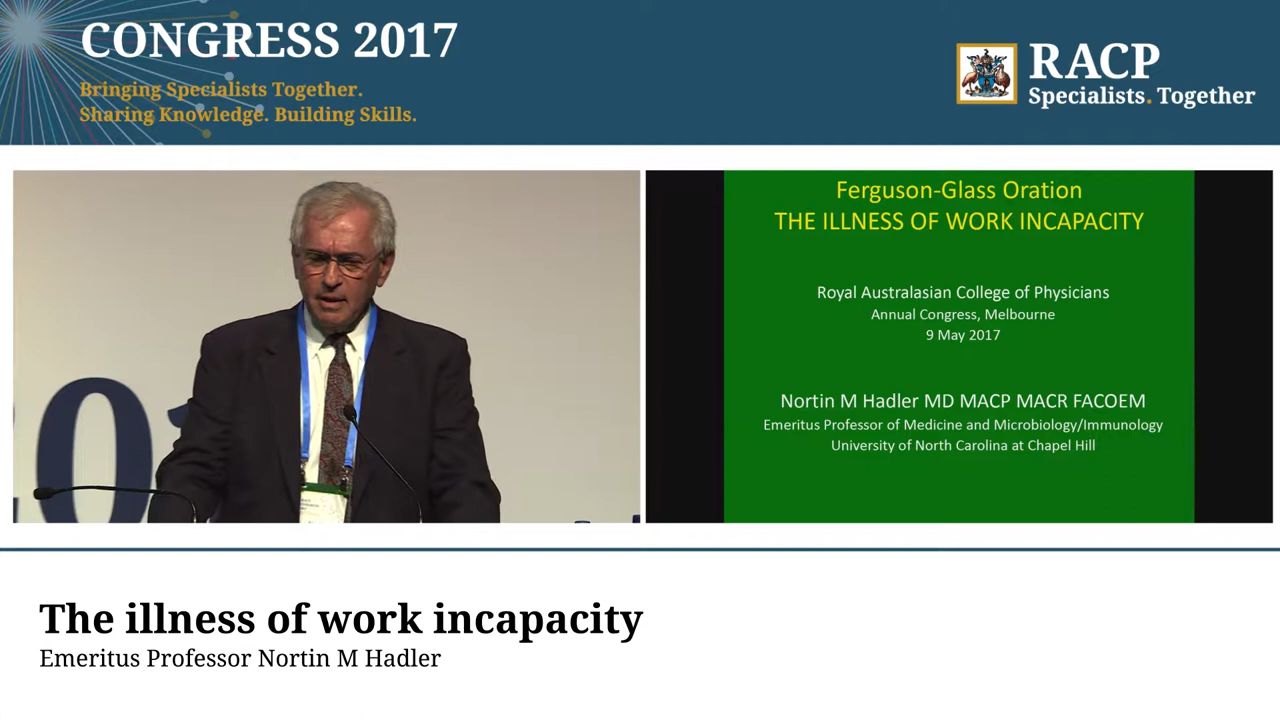 CONGRESS 2017
Bringing Specialists Together.
Sharing Knowledge. Building Skills.
RACP
Specialists. Together
Ferguson-Glass Oration
THE ILLNESS OF WORK INCAPACITY
Royal Australasian College of Physicians
Annual Congress, Melbourne
9 May 2017
Nortin M Hadler MD MACP MACR FACOEM
Emeritus Professor of Medicine and Microbiology/Immunology
University of North Carolina at Chapel Hill
The illness of work incapacity
Emeritus Professor Nortin M Hadler